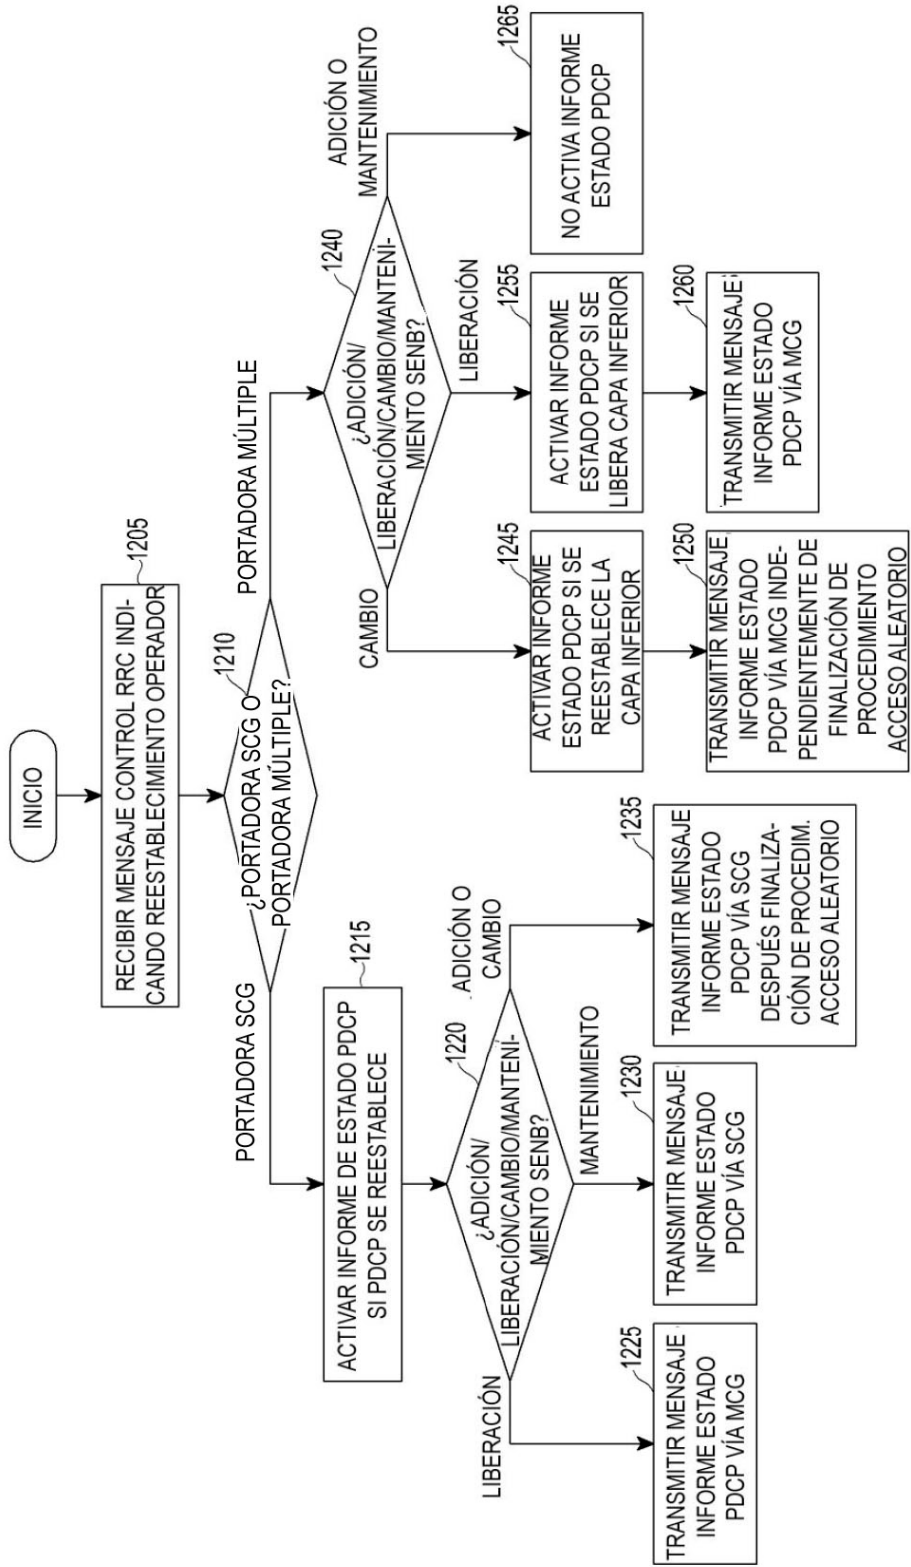 INICIO
1205
RECIBIR MENSAJE CONTROL RRC INDI-
CANDO REESTABLECIMIENTO OPERADOR
1210
¿PORTADORA SCG O
PORTADORA MÚLTIPLE?
PORTADORA SCG
PORTADORA MÚLTIPLE
1215
ACTIVAR INFORME DE ESTADO PDCP
SI PDCP SE REESTABLECE
1220
¿ADICIÓN/
LIBERACIÓN/CAMBIO/MANTENI-
MIENTO SENB?
LIBERACIÓN
MANTENIMIENTO
ADICIÓN O
CAMBIO
1225
TRANSMITIR MENSAJE
INFORME ESTADO
PDCP VÍA MCG
1230
TRANSMITIR MENSAJE
INFORME ESTADO
PDCP VÍA SCG
1235
TRANSMITIR MENSAJE
INFORME ESTADO
PDCP VÍA SCG
DESPUÉS FINALIZA-
CIÓN DE PROCEDIM.
ACCESO ALEATORIO
1240
¿ADICIÓN/
LIBERACIÓN/CAMBIO/MANTENI-
MIENTO SENB?
CAMBIO
LIBERACIÓN
ADICIÓN O
MANTENIMIENTO
1245
ACTIVAR INFORME
ESTADO PDCP SI SE
REESTABLECE LA
CAPA INFERIOR
1250
TRANSMITIR MENSAJE
INFORME ESTADO
PDCP VÍA MCG INDE-
PENDIENTEMENTE DE
FINALIZACIÓN DE
PROCEDIMIENTO
ACCESO ALEATORIO
1255
ACTIVAR INFORME
ESTADO PDCP SI SE
LIBERA CAPA INFERIOR
1260
TRANSMITIR MENSAJE
INFORME ESTADO
PDCP VÍA MCG
1265
NO ACTIVA INFORME
ESTADO PDCP